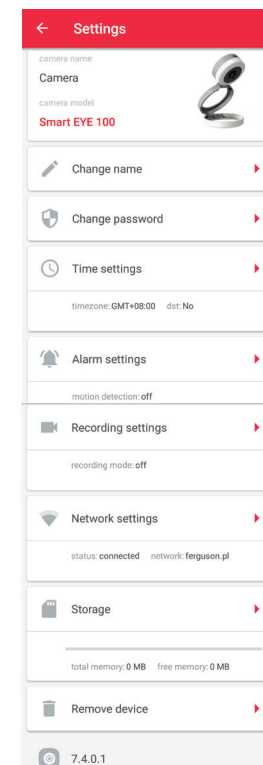 Settings
camera name
Camera
camera model
Smart EYE 100
Change name
Change password
Time settings
timezone: GMT+08:00 dst: No
Alarm settings
motion detection: off
Recording settings
recording mode: off
Network settings
status: connected network: ferguson.pl
Storage
total memory: 0 MB free memory: 0 MB
Remove device
7.4.0.1